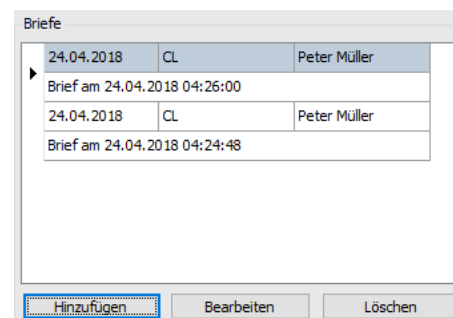 Briefe
24.04.2018 CL Peter Müller
Brief am 24.04.2018 04:26:00
24.04.2018 CL Peter Müller
Brief am 24.04.2018 04:24:48
Hinzufügen Bearbeiten Löschen